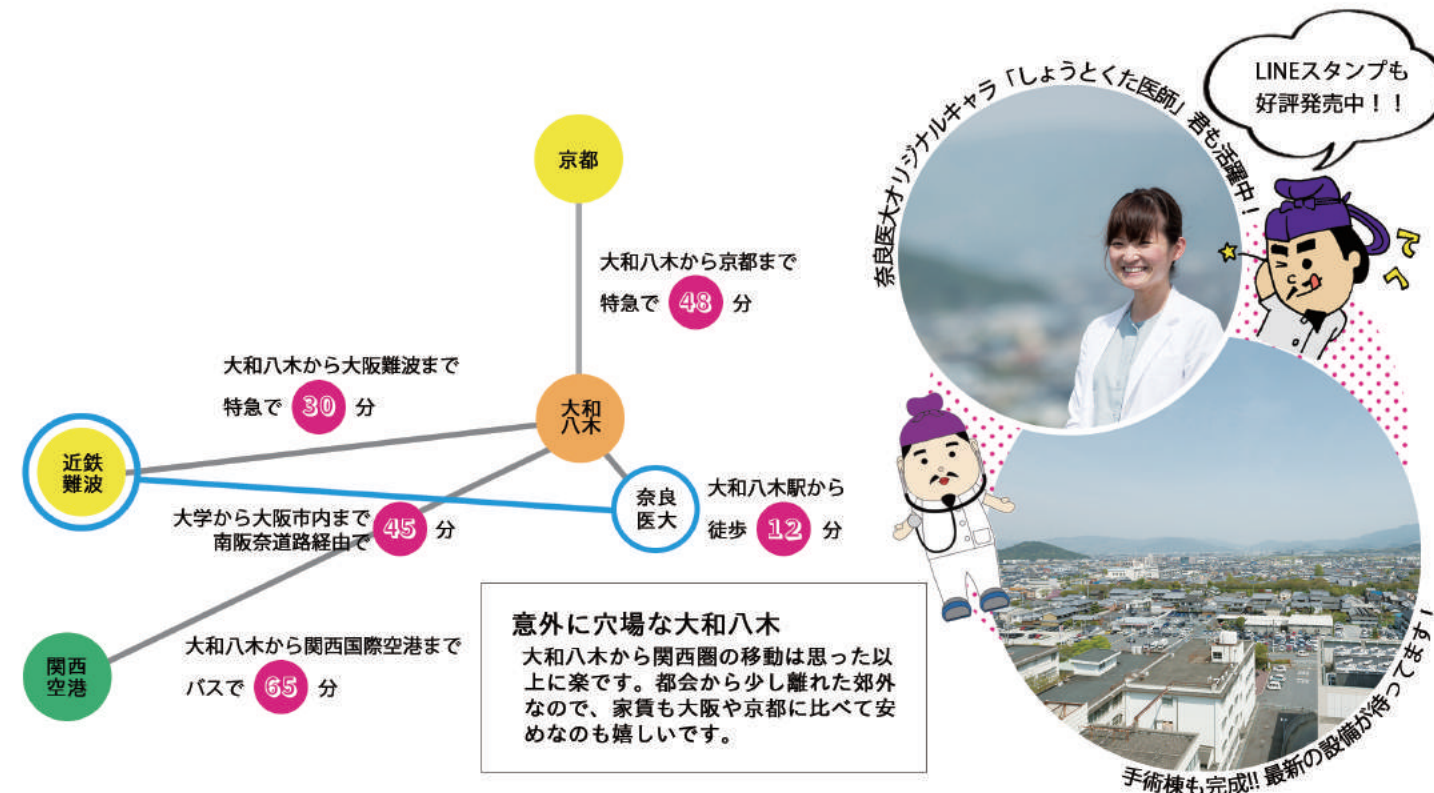 京都
大和八木から京都まで
特急で 48 分
大和八木から大阪難波まで
特急で 30 分
大和
八木
近鉄
難波
奈良
医大
大和八木駅から
徒歩 12 分
大学から大阪市内まで
南阪奈道路経由で
45 分
関西
空港
大和八木から関西国際空港まで
バスで 65 分
意外に穴場な大和八木
大和八木から関西圏の移動は思った以
上に楽です。都会から少し離れた郊外
なので、家賃も大阪や京都に比べて安
めなのも嬉しいです。
奈良医大オリジナルキャラ「しょうとくた医師」君も活躍中!
LINEスタンプも
好評発売中!!
てへ
手術棟も完成!! 最新の設備が待ってます!